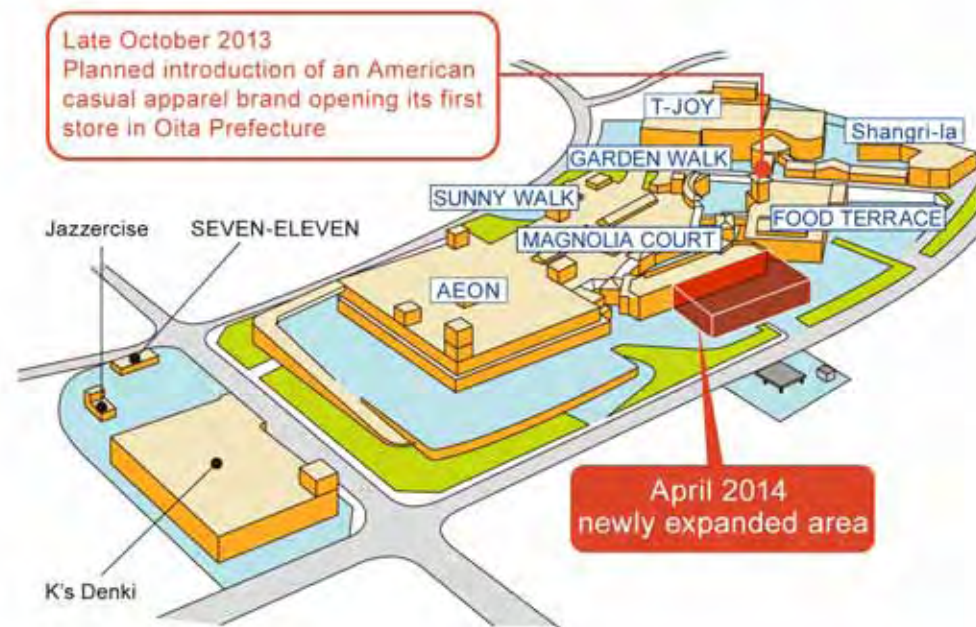 Late October 2013
Planned introduction of an American
casual apparel brand opening its first
store in Oita Prefecture
T-JOY
Shangri-la
GARDEN WALK
SUNNY WALK
FOOD TERRACE
MAGNOLIA COURT
Jazzercise
SEVEN-ELEVEN
AEON
April 2014
newly expanded area
K's Denki